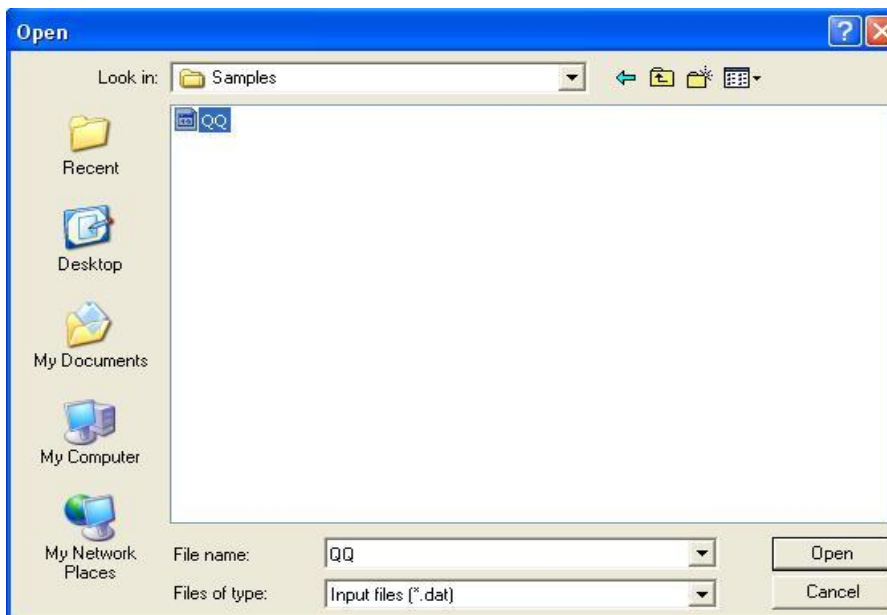 Open
Look in: Samples
QQ
Recent
Desktop
My Documents
My Computer
My Network
Places
File name: QQ Open
Files of type: Input files (*.dat) Cancel